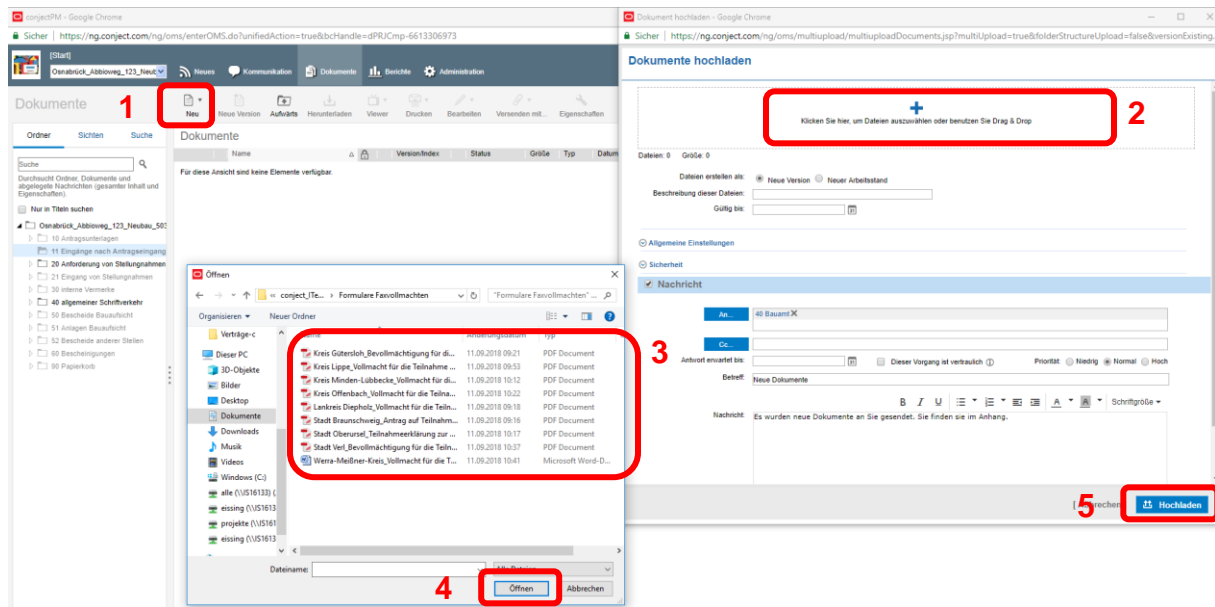 conjectPM - Google Chrome
Sicher | https://ng.conject.com/ng/oms/enterOMS.do?unifiedAction=true&bcHandle=dPRJCmp-6613306973
[Start]
Osnabrück_Abbioweg_123_Neub
Neues Kommunikation Dokumente Berichte Administration
Dokumente
1
Neu Neue Version Aufwärts Herunterladen Viewer Drucken Bearbeiten Versenden mit... Eigenschaften
Ordner Sichten Suche
Dokumente
Name Version/Index Status Größe Typ Datum
Für diese Ansicht sind keine Elemente verfügbar.
Suche
Durchsucht Ordner, Dokumente und
abgelegte Nachrichten (gesamter Inhalt und
Eigenschaften).
Nur in Titeln suchen
Osnabrück_Abbioweg_123_Neubau_503
10 Antragsunterlagen
11 Eingänge nach Antragseingang
20 Anforderung von Stellungnahmen
21 Eingang von Stellungnahmen
30 interne Vermerke
40 allgemeiner Schriftverkehr
50 Bescheide Bauaufsicht
51 Anlagen Bauaufsicht
52 Bescheide anderer Stellen
60 Bescheinigungen
90 Papierkorb
Öffnen
« conject_ITe... › Formulare Faxvollmachten
"Formulare Faxvollmachten" ...
Organisieren Neuer Ordner
Änderungsdatum Typ
Verträge-c
Dieser PC
3D-Objekte
Bilder
Desktop
Dokumente
Downloads
Musik
Videos
Windows (C:)
alle (\\IS16133) (
eissing (\\IS1613
projekte (\\IS161
eissing (\\IS1613
Kreis Gütersloh_Bevollmächtigung für di... 11.09.2018 09:21 PDF Document
Kreis Lippe_Vollmacht für die Teilnahme ... 11.09.2018 09:53 PDF Document
Kreis Minden-Lübbecke_Vollmacht für di... 11.09.2018 10:12 PDF Document
Kreis Offenbach_Vollmacht für die Teilna... 11.09.2018 10:22 PDF Document
Lankreis Diepholz_Vollmacht für die Teiln... 11.09.2018 09:18 PDF Document
Stadt Braunschweig_Antrag auf Teilnahm... 11.09.2018 09:16 PDF Document
Stadt Oberursel_Teilnahmeerklärung zur ... 11.09.2018 10:17 PDF Document
Stadt Verl_Bevollmächtigung für die Teiln... 11.09.2018 10:37 PDF Document
Werra-Meißner-Kreis_Vollmacht für die T... 11.09.2018 10:41 Microsoft Word-D...
3
Dateiname:
Alle Dateien
4
Öffnen Abbrechen
Dokument hochladen - Google Chrome
Sicher | https://ng.conject.com/ng/oms/multiupload/multiuploadDocuments.jsp?multiUpload=true&folderStructureUpload=false&versionExisting.
Dokumente hochladen
Klicken Sie hier, um Dateien auszuwählen oder benutzen Sie Drag & Drop
2
Dateien: 0 Größe: 0
Dateien erstellen als: Neue Version Neuer Arbeitsstand
Beschreibung dieser Dateien:
Gültig bis:
Allgemeine Einstellungen
Sicherheit
Nachricht
An... 40 Bauamt X
Cc...
Antwort erwartet bis: Dieser Vorgang ist vertraulich Priorität: Niedrig Normal Hoch
Betreff: Neue Dokumente
B I U A A Schriftgröße
Nachricht: Es wurden neue Dokumente an Sie gesendet. Sie finden sie im Anhang.
5
Hochladen